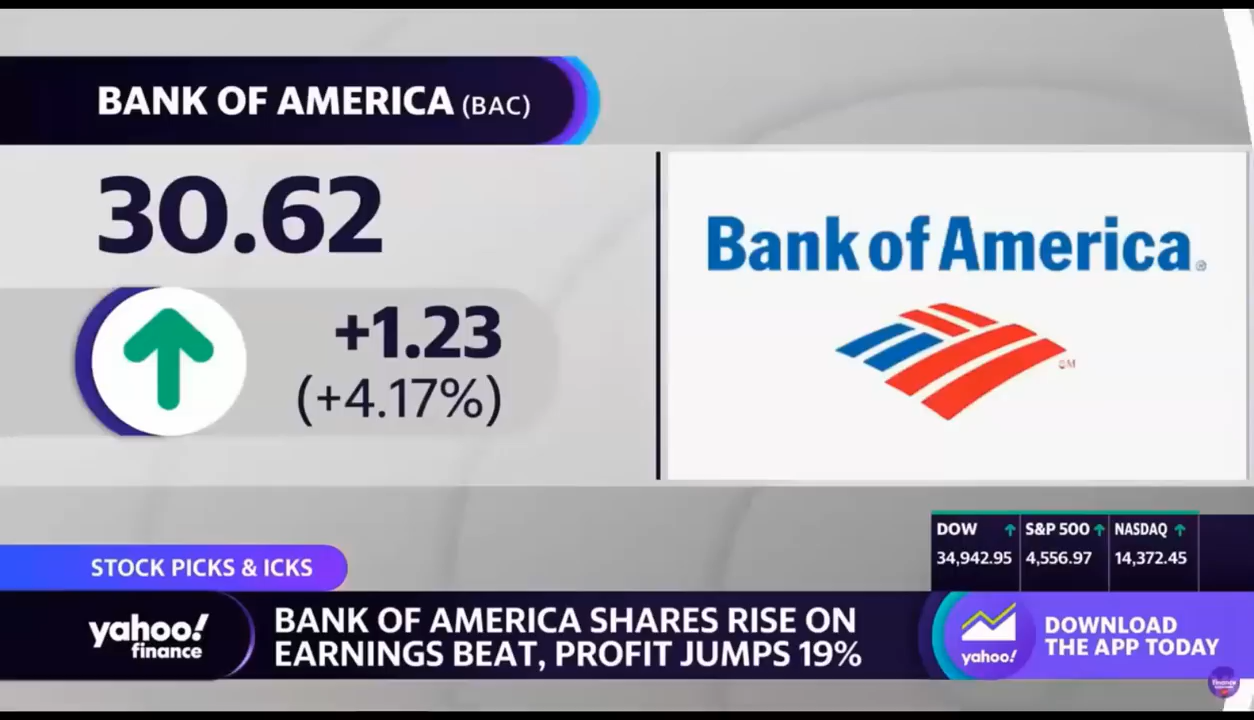 BANK OF AMERICA (BAC)
30.62
+1.23
(+4.17%)
Bank of America®
SM
DOW S&P 500 NASDAQ
34,942.95 4,556.97 14,372.45
STOCK PICKS & ICKS
yahoo!
finance
BANK OF AMERICA SHARES RISE ON
EARNINGS BEAT, PROFIT JUMPS 19%
yahoo!
DOWNLOAD
THE APP TODAY
finance